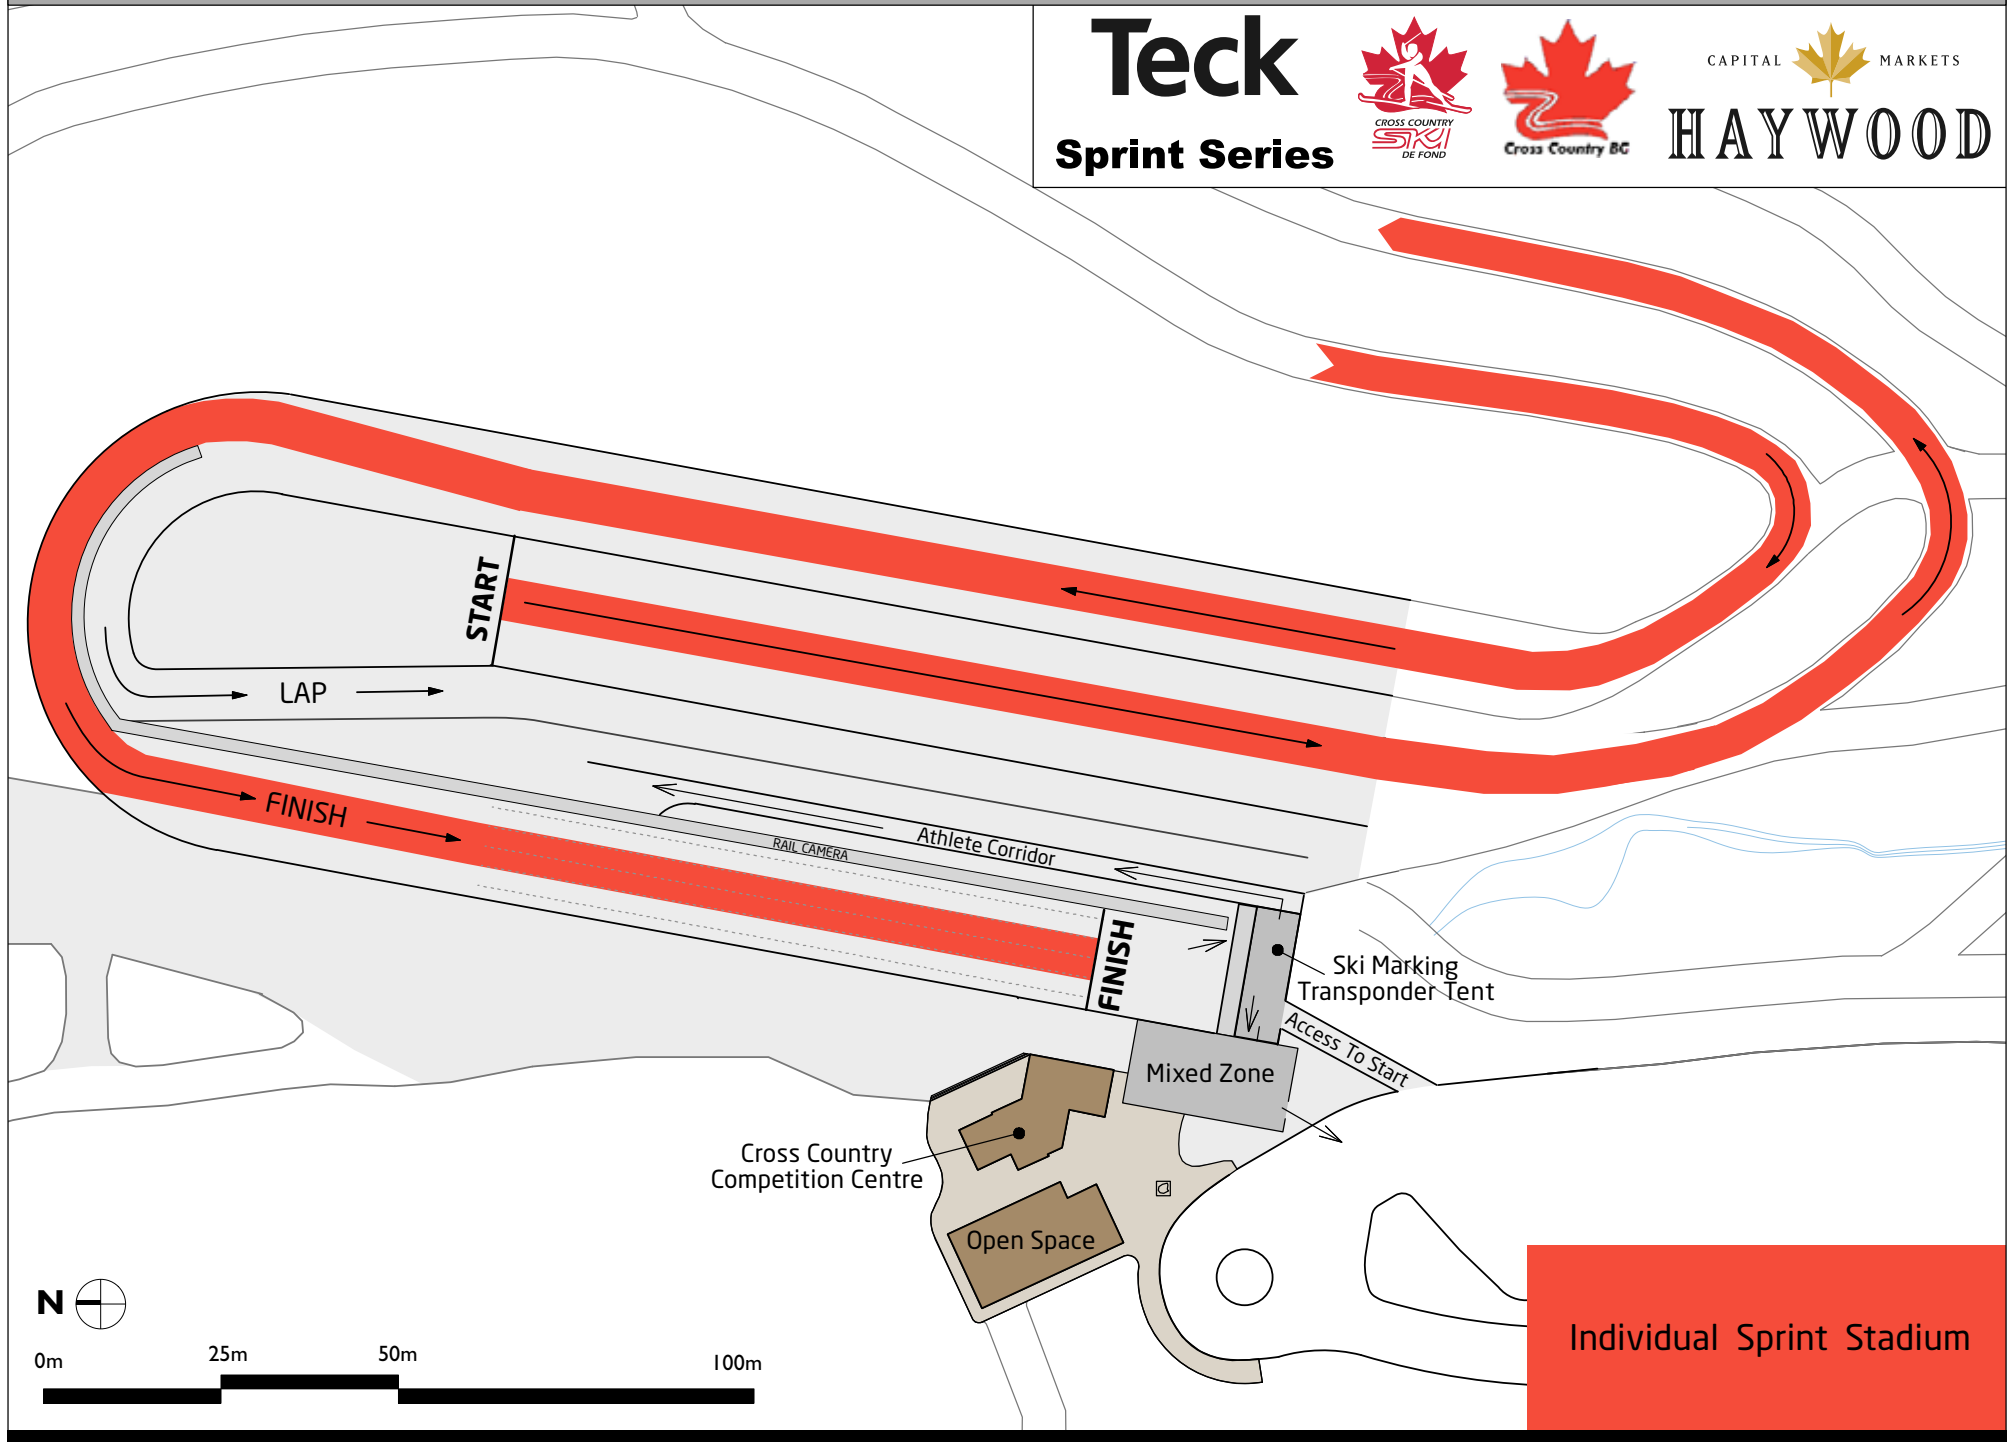 Teck
Sprint Series
CROSS COUNTRY
SKI
DE FOND
Cross Country BC
CAPITAL MARKETS
HAYWOOD
START
LAP
FINISH
RAIL CAMERA
Athlete Corridor
FINISH
Ski Marking
Transponder Tent
Access To Start
Mixed Zone
Cross Country
Competition Centre
Open Space
N
0m 25m 50m 100m
Individual Sprint Stadium